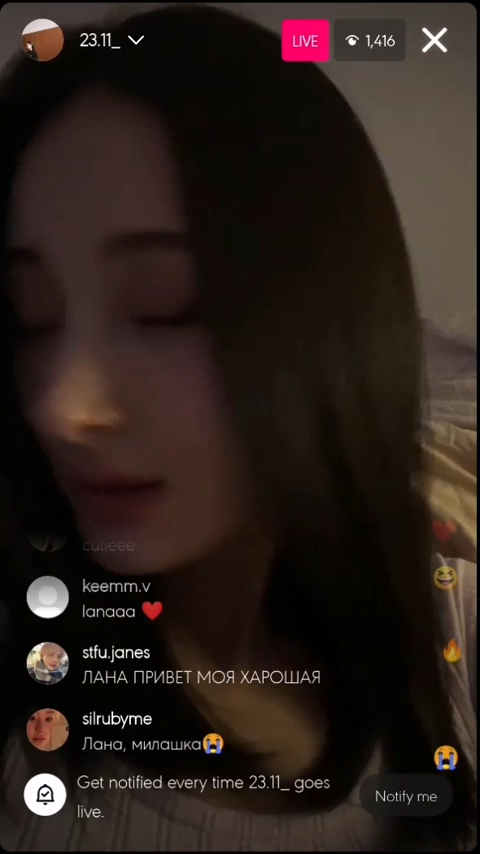 23.11_
LIVE
1,416
cutieee
keemm.v
lanaaa ❤️
stfu.janes
ЛАНА ПРИВЕТ МОЯ ХАРОШАЯ
silrubyme
Лана, милашка😭
Get notified every time 23.11_ goes
live.
Notify me